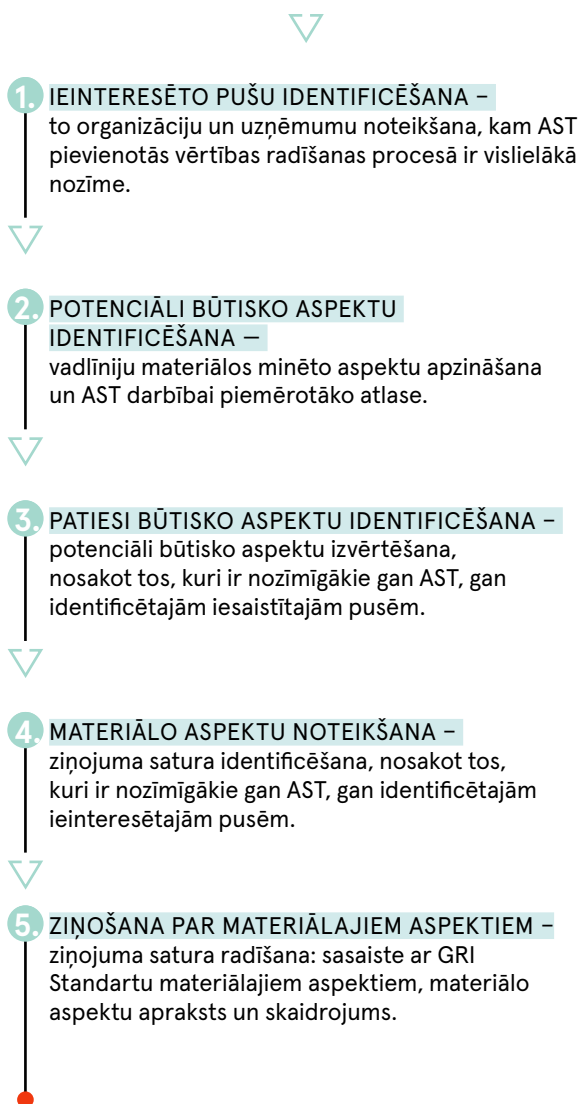 1. IEINTERESĒTO PUŠU IDENTIFICĒŠANA –
to organizāciju un uzņēmumu noteikšana, kam AST
pievienotās vērtības radīšanas procesā ir vislielākā
nozīme.
2. POTENCIĀLI BŪTISKO ASPEKTU
IDENTIFICĒŠANA —
vadlīniju materiālos minēto aspektu apzināšana
un AST darbībai piemērotāko atlase.
3. PATIESI BŪTISKO ASPEKTU IDENTIFICĒŠANA –
potenciāli būtisko aspektu izvērtēšana,
nosakot tos, kuri ir nozīmīgākie gan AST, gan
identificētajām iesaistītajām pusēm.
4. MATERIĀLO ASPEKTU NOTEIKŠANA –
ziņojuma satura identificēšana, nosakot tos,
kuri ir nozīmīgākie gan AST, gan identificētajām
ieinteresētajām pusēm.
5. ZIŅOŠANA PAR MATERIĀLAJIEM ASPEKTIEM –
ziņojuma satura radīšana: sasaiste ar GRI
Standartu materiālajiem aspektiem, materiālo
aspektu apraksts un skaidrojums.